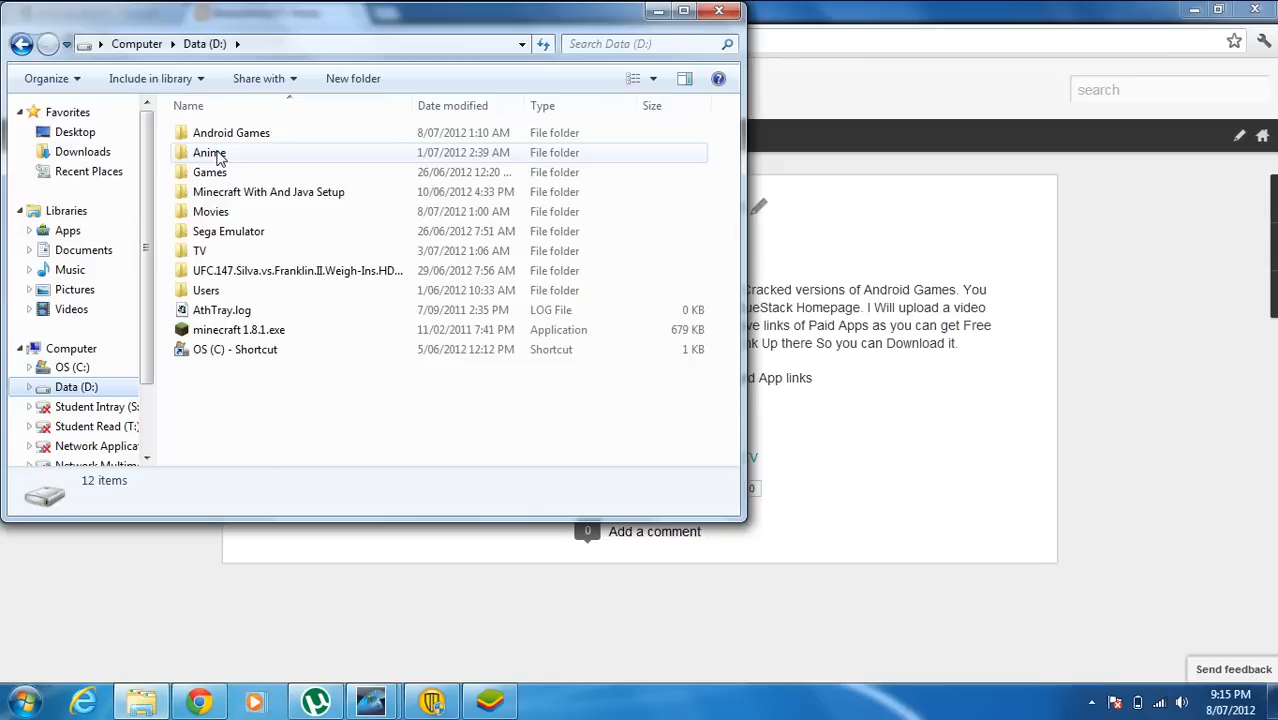 Computer Data (D:)
Search Data (D:)
Organize Include in library Share with New folder
Name Date modified Type Size
Favorites
Desktop
Downloads
Recent Places
Libraries
Apps
Documents
Music
Pictures
Videos
Computer
OS (C:)
Data (D:)
Student Intray (S:
Student Read (T:)
Network Applica
Android Games 8/07/2012 1:10 AM File folder
Anime 1/07/2012 2:39 AM File folder
Games 26/06/2012 12:20 ... File folder
Minecraft With And Java Setup 10/06/2012 4:33 PM File folder
Movies 8/07/2012 1:00 AM File folder
Sega Emulator 26/06/2012 7:51 AM File folder
TV 3/07/2012 1:06 AM File folder
UFC.147.Silva.vs.Franklin.II.Weigh-Ins.HD... 29/06/2012 7:56 AM File folder
Users 1/06/2012 10:33 AM File folder
AthTray.log 7/09/2011 2:35 PM LOG File 0 KB
minecraft 1.8.1.exe 11/02/2011 7:41 PM Application 679 KB
OS (C) - Shortcut 5/06/2012 12:12 PM Shortcut 1 KB
12 items
search
Cracked versions of Android Games. You
ueStack Homepage. I Will upload a video
ve links of Paid Apps as you can get Free
nk Up there So you can Download it.
d App links
V
0
0 Add a comment
Send feedback
9:15 PM
8/07/2012